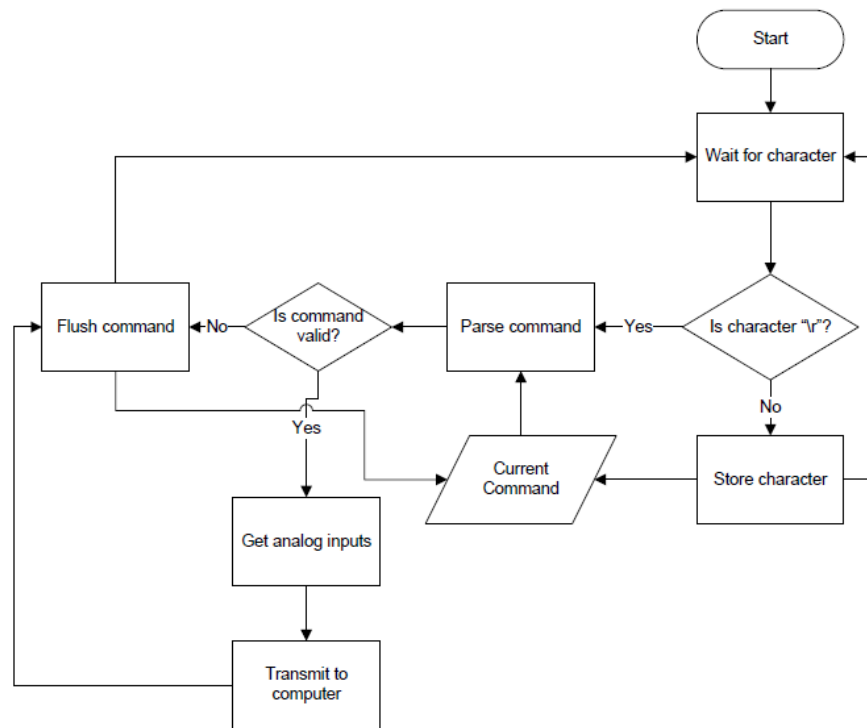 Start
Wait for character
Is character “\r”?
Yes
Parse command
Is command
valid?
No
Flush command
Yes
No
Current
Command
Store character
Get analog inputs
Transmit to
computer